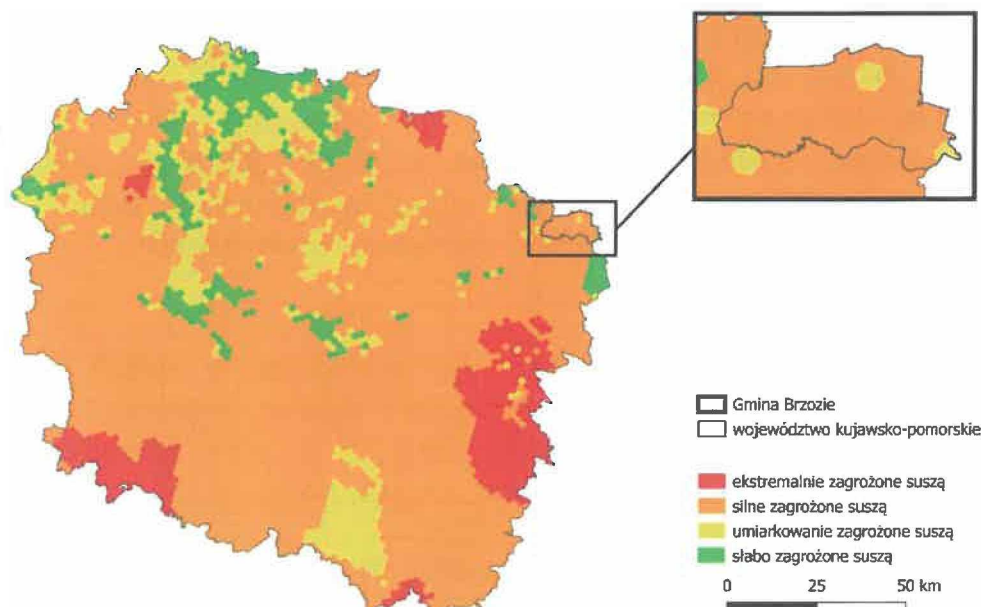 Gmina Brzozie
województwo kujawsko-pomorskie
ekstremalnie zagrożone suszą
silne zagrożone suszą
umiarkowanie zagrożone suszą
słabo zagrożone suszą
0 25 50 km